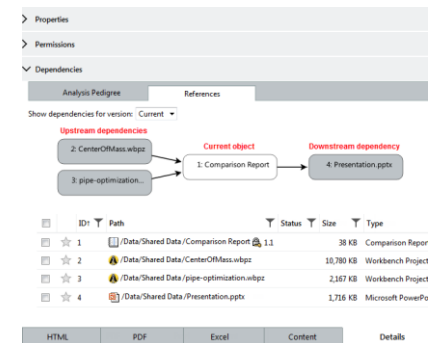 Properties
Permissions
Dependencies
Analysis Pedigree References
Show dependencies for version: Current
Upstream dependencies
2: CenterOfMass.wbpz
Current object
Downstream dependency
1: Comparison Report
4: Presentation.pptx
3: pipe-optimization...
ID↑ Path Status Size Type
1 /Data/Shared Data/Comparison Report 1.1 38 KB Comparison Repor
2 /Data/Shared Data/CenterOfMass.wbpz 10,780 KB Workbench Project
3 /Data/Shared Data/pipe-optimization.wbpz 2,167 KB Workbench Project
4 /Data/Shared Data/Presentation.pptx 1,716 KB Microsoft PowerPo
HTML PDF Excel Content Details